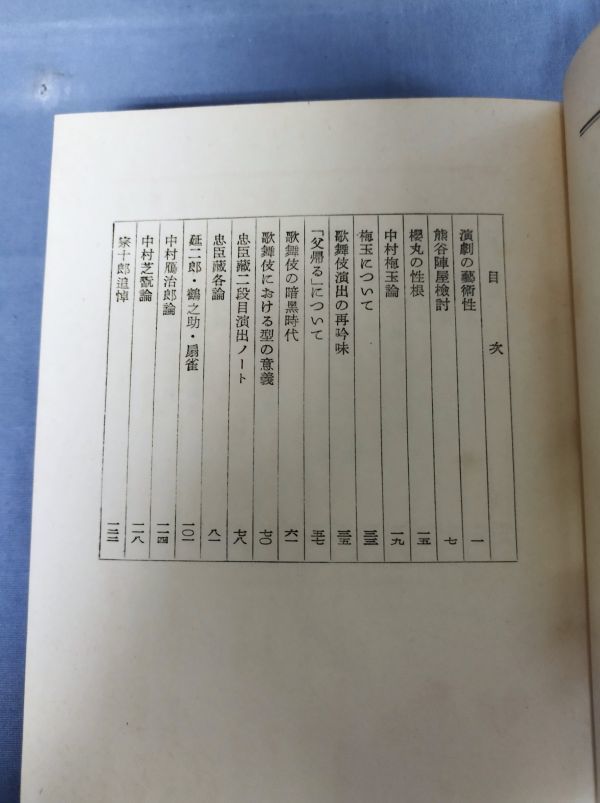 目次
演劇の藝術性 一
熊谷陣屋檢討 七
櫻丸の性根 一五
中村梅玉論 一九
梅玉について 三三
歌舞伎演出の再吟味 三五
「父帰る」について 五七
歌舞伎の暗黒時代 六一
歌舞伎における型の意義 七〇
忠臣藏二段目演出ノート 七八
忠臣藏各論 八一
延二郎・鶴之助・扇雀 一〇一
中村鴈治郎論 一一四
中村芝翫論 一一八
宗十郎追悼 一二二